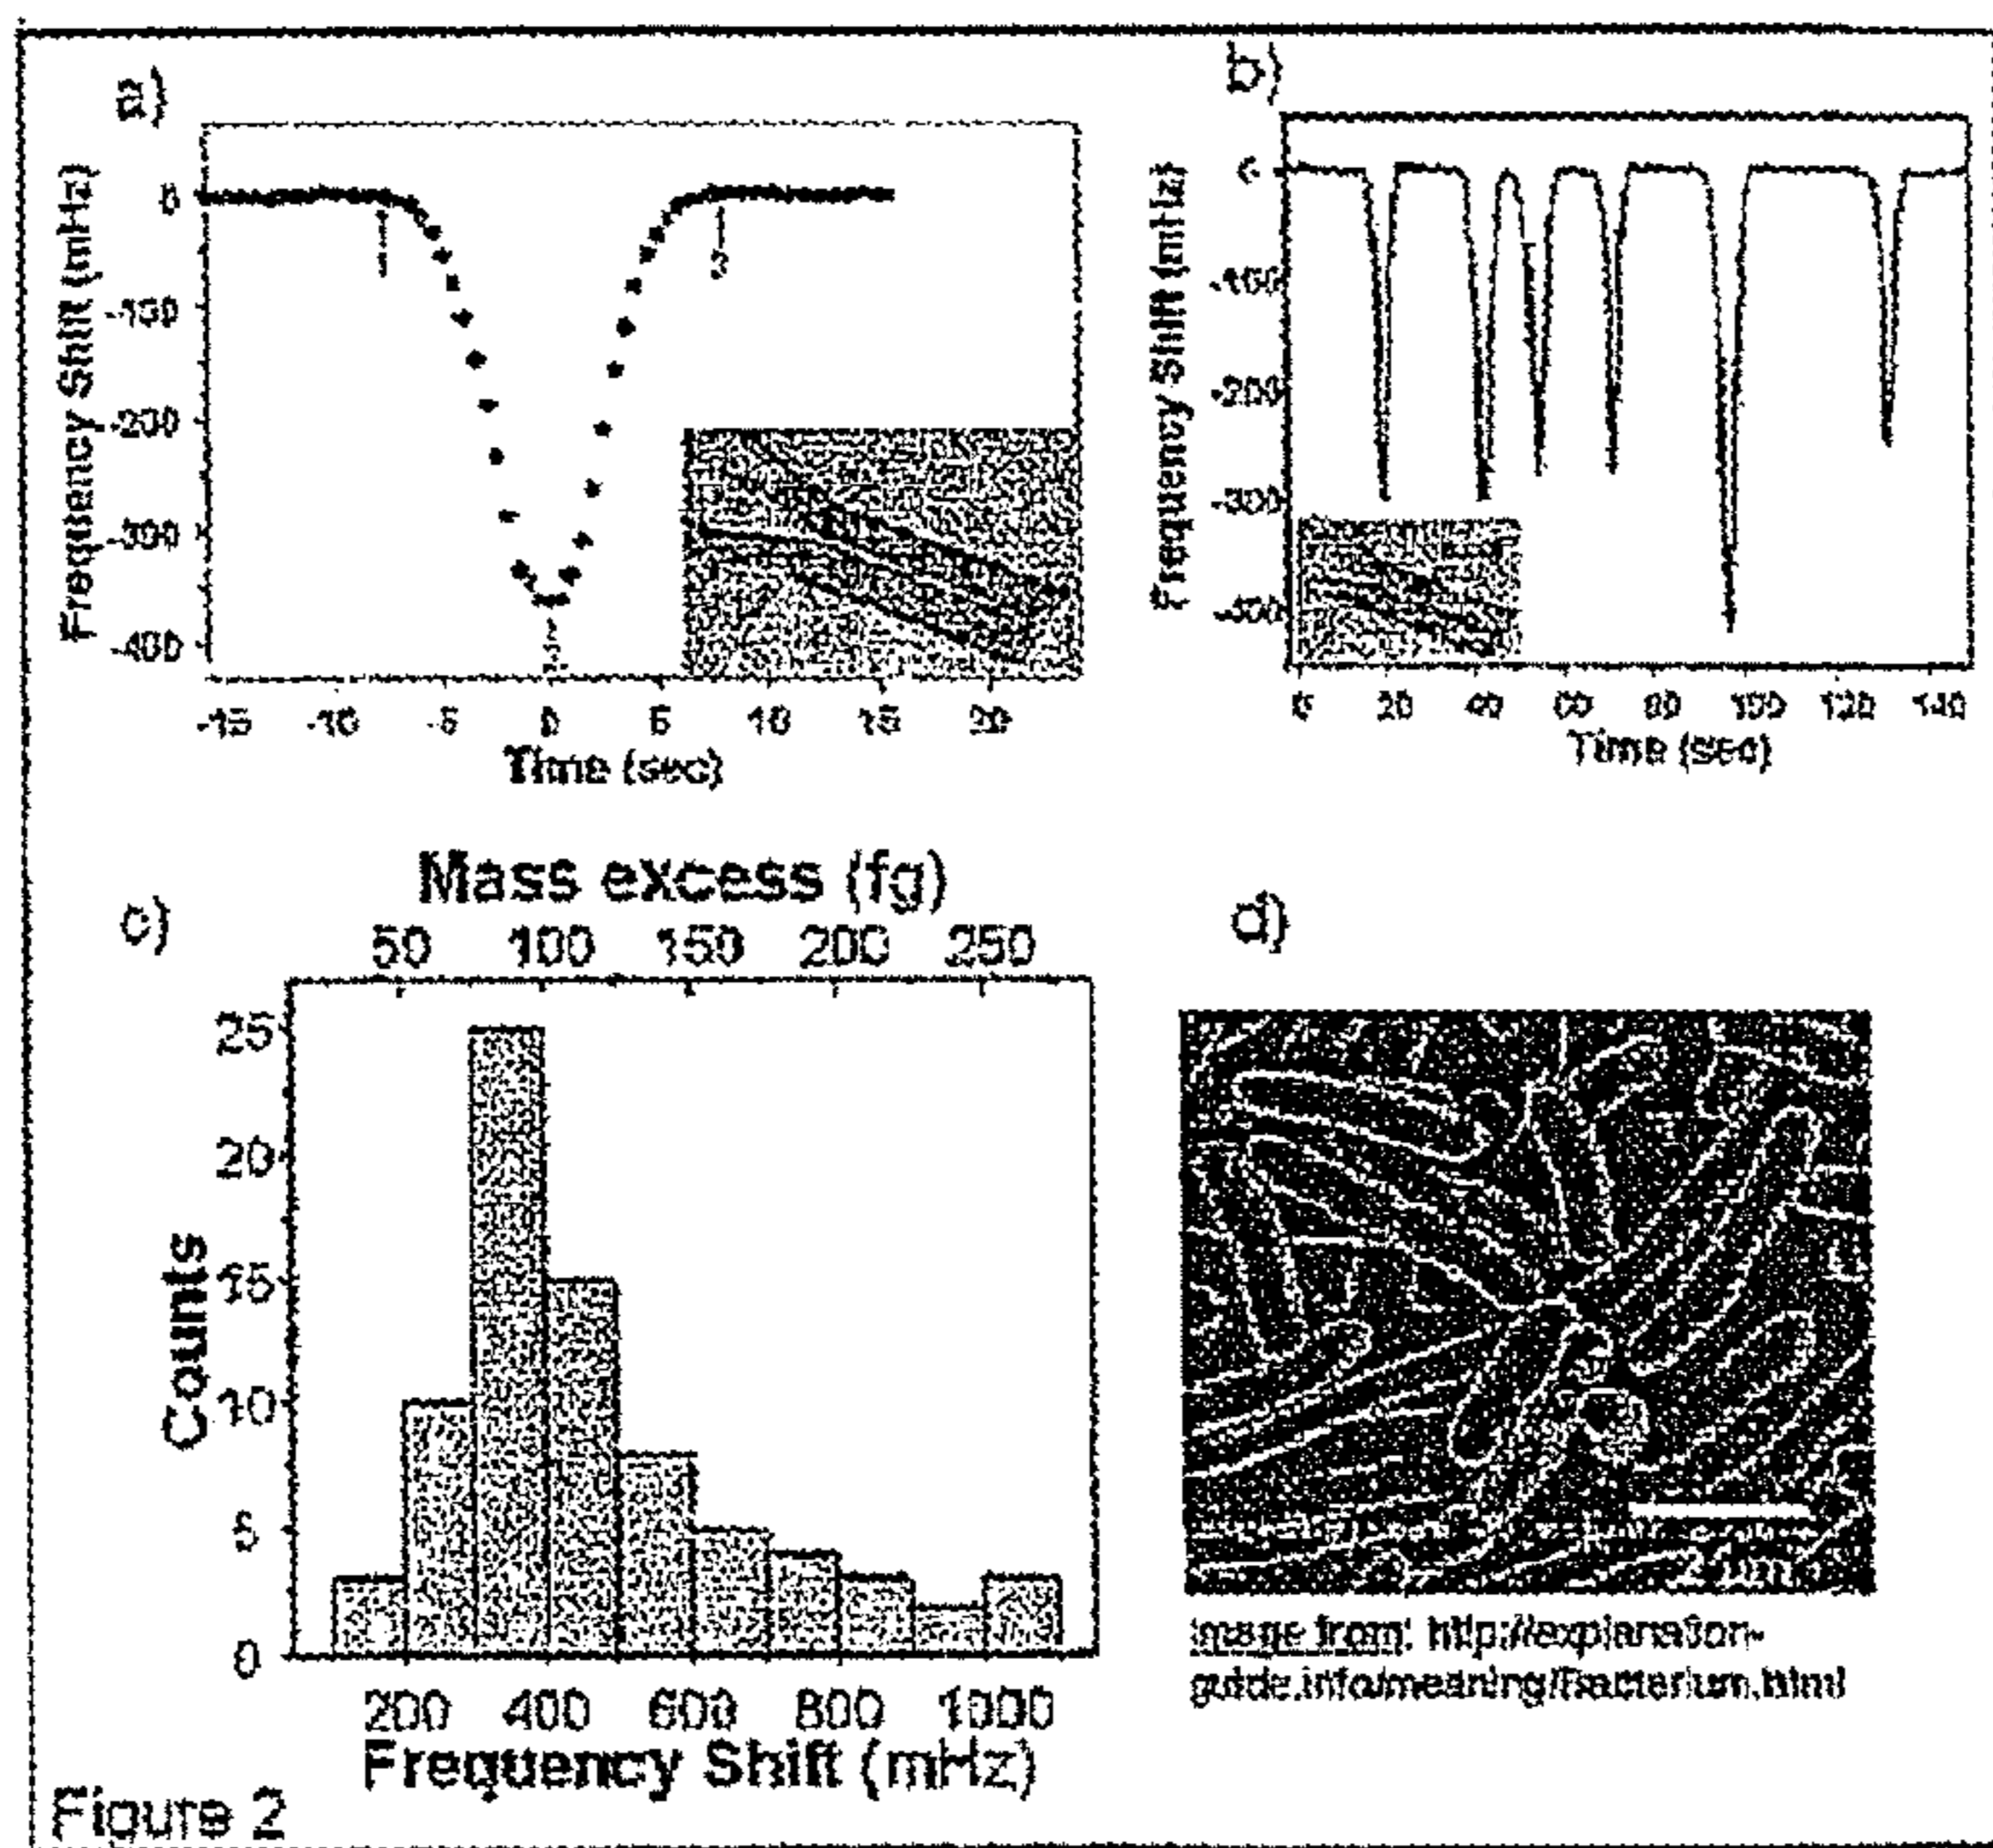 a)
Frequency Shift (mHz)
0
-100
-200
-300
-400
1
2
3
-15 -10 -5 0 5 10 15 20
Time (sec)
b)
Frequency Shift (mHz)
0
-100
-200
-300
-400
0 20 40 60 80 100 120 140
Time (sec)
c)
Mass excess (fg)
50 100 150 200 250
Counts
25
20
15
10
5
0
200 400 600 800 1000
Frequency Shift (mHz)
d)
Image from: http://explanation-
guide.info/meaning/Bacterium.html
Figure 2